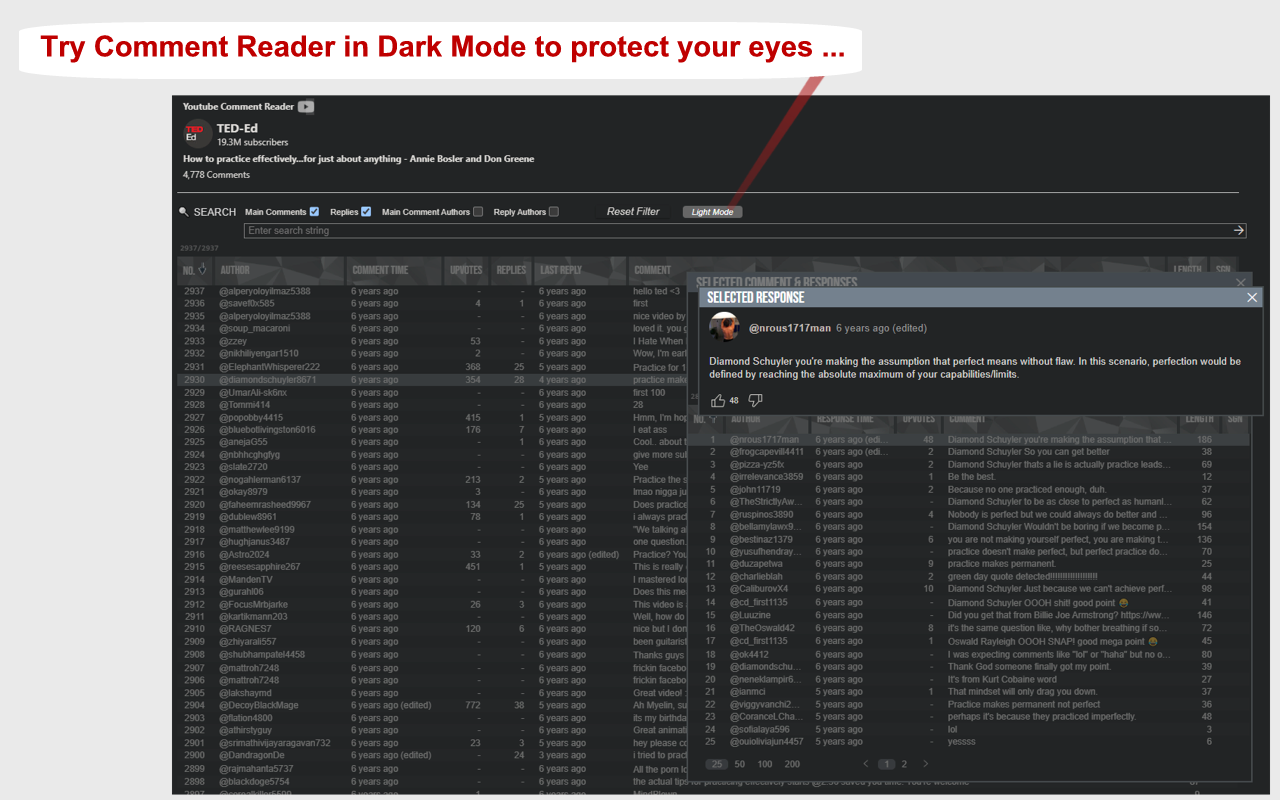 Try Comment Reader in Dark Mode to protect your eyes ...
Youtube Comment Reader
TED Ed
TED-Ed
19.3M subscribers
How to practice effectively...for just about anything - Annie Bosler and Don Greene
4,778 Comments
SEARCH Main Comments Replies Main Comment Authors Reply Authors Reset Filter Light Mode
Enter search string
2937/2937
NO. AUTHOR COMMENT TIME UPVOTES REPLIES LAST REPLY COMMENT LENGTH SGN
2937 @alperyoloyilmaz5388 6 years ago - - 6 years ago hello ted <3
2936 @savef0x585 6 years ago 4 1 6 years ago first
2935 @alperyoloyilmaz5388 6 years ago - - 6 years ago nice video by
2934 @soup_macaroni 6 years ago - - 6 years ago loved it. you g
2933 @zzey 6 years ago 53 - 6 years ago I Hate When I
2932 @nikhiliyengar1510 6 years ago 2 - 6 years ago Wow, I'm earl
2931 @ElephantWhisperer222 6 years ago 368 25 5 years ago Practice for 1
2930 @diamondschuyler8671 6 years ago 354 28 4 years ago practice make
2929 @UmarAli-sk6nx 6 years ago - - 6 years ago first 100
2928 @Tommi414 6 years ago - - 6 years ago 28
2927 @popobby4415 6 years ago 415 1 5 years ago Hmm, I'm hop
2926 @bluebotlivingston6016 6 years ago 176 7 6 years ago I eat ass
2925 @anejaG55 6 years ago - 1 6 years ago Cool.. about t
2924 @nbhhcghgfyg 6 years ago - - 6 years ago give more sul
2923 @slate2720 6 years ago - - 6 years ago Yee
2922 @nogahlerman6137 6 years ago 213 2 5 years ago Practice the s
2921 @okay8979 6 years ago 3 - 6 years ago lmao nigga ju
2920 @faheemrasheed9967 6 years ago 134 25 5 years ago Does practice
2919 @dublew8961 6 years ago 78 1 5 years ago i always pract
2918 @matthewlee9199 6 years ago - - 6 years ago "We talking a
2917 @hughjanus3487 6 years ago - - 6 years ago one question.
2916 @Astro2024 6 years ago 33 2 6 years ago (edited) Practice? You
2915 @reesesapphire267 6 years ago 451 1 5 years ago This is really
2914 @MandenTV 6 years ago - - 6 years ago I mastered lor
2913 @gurahl06 6 years ago - - 6 years ago Does this me
2912 @FocusMrbjarke 6 years ago 26 3 6 years ago This video is
2911 @kartikmann203 6 years ago - - 6 years ago Well, how do
2910 @RAGNES7 6 years ago 120 6 6 years ago nice but I don
2909 @zhiyarali557 6 years ago - - 6 years ago been guitarist
2908 @shubhampatel4458 6 years ago - - 6 years ago Thanks guys
2907 @mattroh7248 6 years ago - - 6 years ago frickin facebo
2906 @mattroh7248 6 years ago - - 6 years ago frickin facebo
2905 @lakshaymd 6 years ago - - 6 years ago Great video! :
2904 @DecoyBlackMage 6 years ago (edited) 772 38 5 years ago Ah Myelin, su
2903 @flation4800 6 years ago - - 6 years ago its my birthda
2902 @athirstyguy 6 years ago - - 6 years ago Great animati
2901 @srimathivijayaragavan732 6 years ago 23 3 5 years ago hey please co
2900 @DandragonDe 6 years ago (edited) - 24 3 years ago i tried to prac
2899 @rajmahanta5737 6 years ago - - 6 years ago All the porn lo
2898 @blackdoge5754 6 years ago - - 6 years ago
SELECTED COMMENT & RESPONSES
SELECTED RESPONSE
@nrous1717man 6 years ago (edited)
Diamond Schuyler you're making the assumption that perfect means without flaw. In this scenario, perfection would be
defined by reaching the absolute maximum of your capabilities/limits.
48
NO. AUTHOR RESPONSE TIME UPVOTES COMMENT LENGTH SGN
1 @nrous1717man 6 years ago (edi... 48 Diamond Schuyler you're making the assumption that ... 186
2 @frogcapevill4411 6 years ago (edi... 2 Diamond Schuyler So you can get better 38
3 @pizza-yz5fx 6 years ago 2 Diamond Schuyler thats a lie is actually practice leads... 69
4 @irrelevance3859 6 years ago 1 Be the best. 12
5 @john11719 6 years ago 2 Because no one practiced enough, duh. 37
6 @TheStrictlyAw... 6 years ago - Diamond Schuyler to be as close to perfect as humant... 62
7 @ruspinos3890 6 years ago 4 Nobody is perfect but we could always do better and ... 96
8 @bellamylawx9... 6 years ago - Diamond Schuyler Wouldn't be boring if we become p... 154
9 @bestinaz1379 6 years ago 6 you are not making yourself perfect, you are making t... 136
10 @yusufhendray... 6 years ago - practice doesn't make perfect, but perfect practice do... 70
11 @duzapelwa 6 years ago 9 practice makes permanent. 25
12 @charlieblah 6 years ago 2 green day quote detected!!!!!!!!!!!!!!!!!!! 44
13 @CaliburovX4 6 years ago 10 Diamond Schuyler Just because we can't achieve perf... 98
14 @cd_first1135 6 years ago - Diamond Schuyler OOOH shit! good point 😄 41
15 @Luuzine 6 years ago - Did you get that from Billie Joe Armstrong? https://ww... 146
16 @TheOswald42 6 years ago 8 it's the same question like, why bother breathing if so... 72
17 @cd_first1135 6 years ago 1 Oswald Rayleigh OOOH SNAP! good mega point 😄 45
18 @ok4412 6 years ago - I was expecting comments like "lol" or "haha" but no o... 80
19 @diamondschu... 6 years ago - Thank God someone finally got my point. 39
20 @neneklampir6... 6 years ago - It's from Kurt Cobaine word 27
21 @ianmci 5 years ago 1 That mindset will only drag you down. 37
22 @viggyvanchi2... 5 years ago - Practice makes permanent not perfect 36
23 @CoranceLCha... 5 years ago - perhaps it's because they practiced imperfectly. 48
24 @sofialaya596 5 years ago - lol 3
25 @ouioliviajun4457 5 years ago - yessss 6
25 50 100 200 1 2